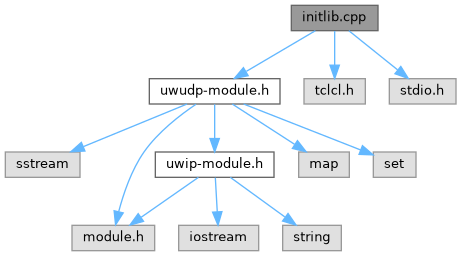 initlib.cpp
uwudp-module.h
tclcl.h
stdio.h
sstream
uwip-module.h
map
set
module.h
iostream
string